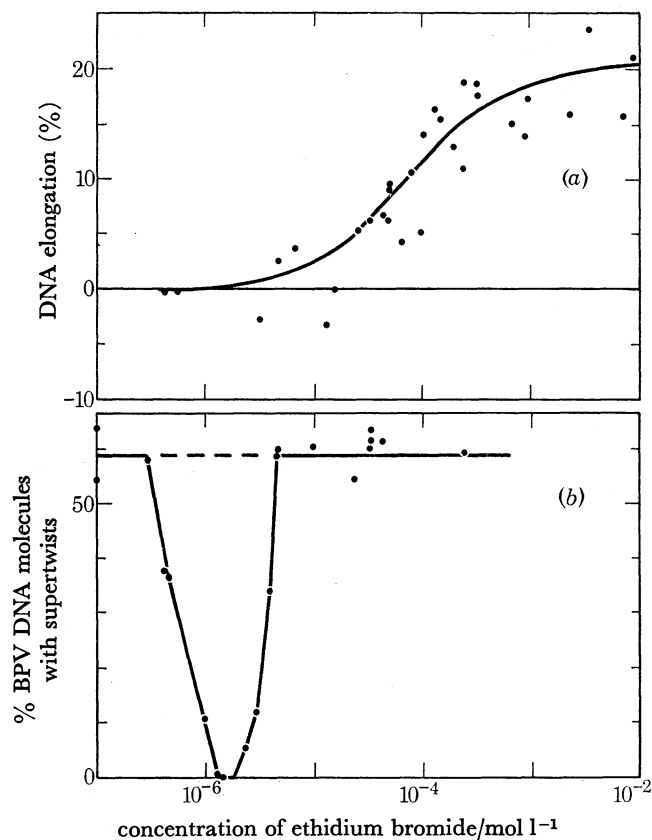 20
10
0
−10
DNA elongation (%)
(a)
50
0
% BPV DNA molecules
with supertwists
(b)
10⁻⁶
10⁻⁴
10⁻²
concentration of ethidium bromide/mol l⁻¹